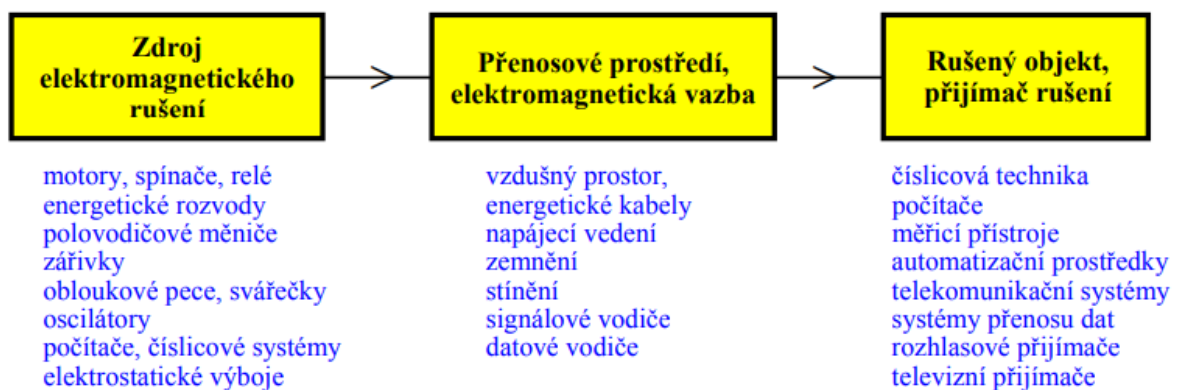 Zdroj
elektromagnetického
rušení
Přenosové prostředí,
elektromagnetická vazba
Rušený objekt,
přijímač rušení
motory, spínače, relé
energetické rozvody
polovodičové měniče
zářivky
obloukové pece, svářečky
oscilátory
počítače, číslicové systémy
elektrostatické výboje
vzdušný prostor,
energetické kabely
napájecí vedení
zemnění
stínění
signálové vodiče
datové vodiče
číslicová technika
počítače
měřicí přístroje
automatizační prostředky
telekomunikační systémy
systémy přenosu dat
rozhlasové přijímače
televizní přijímače